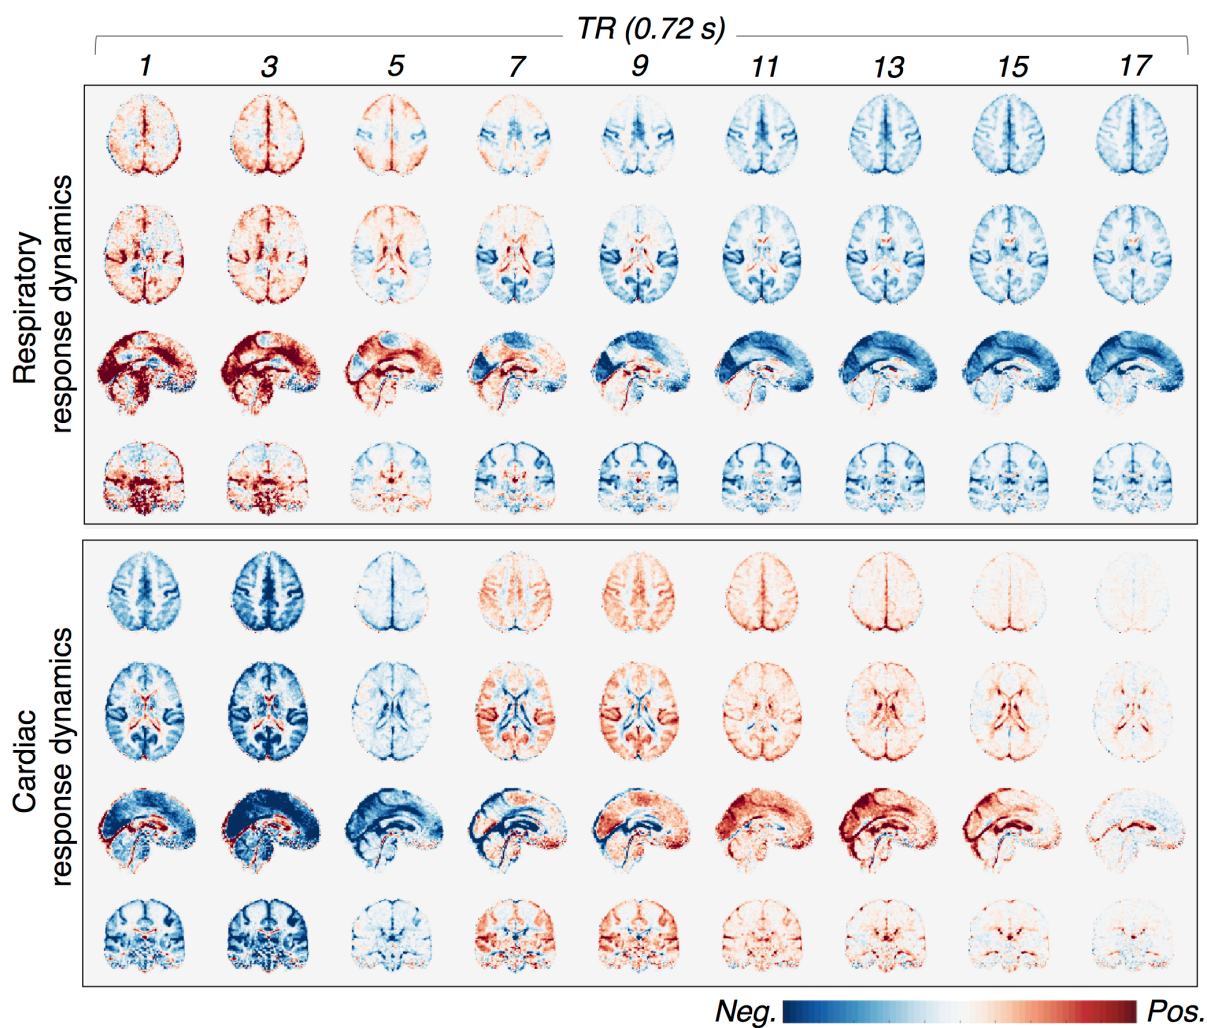 TR (0.72 s)
1 3 5 7 9 11 13 15 17
Respiratory
response dynamics
Cardiac
response dynamics
Neg. Pos.